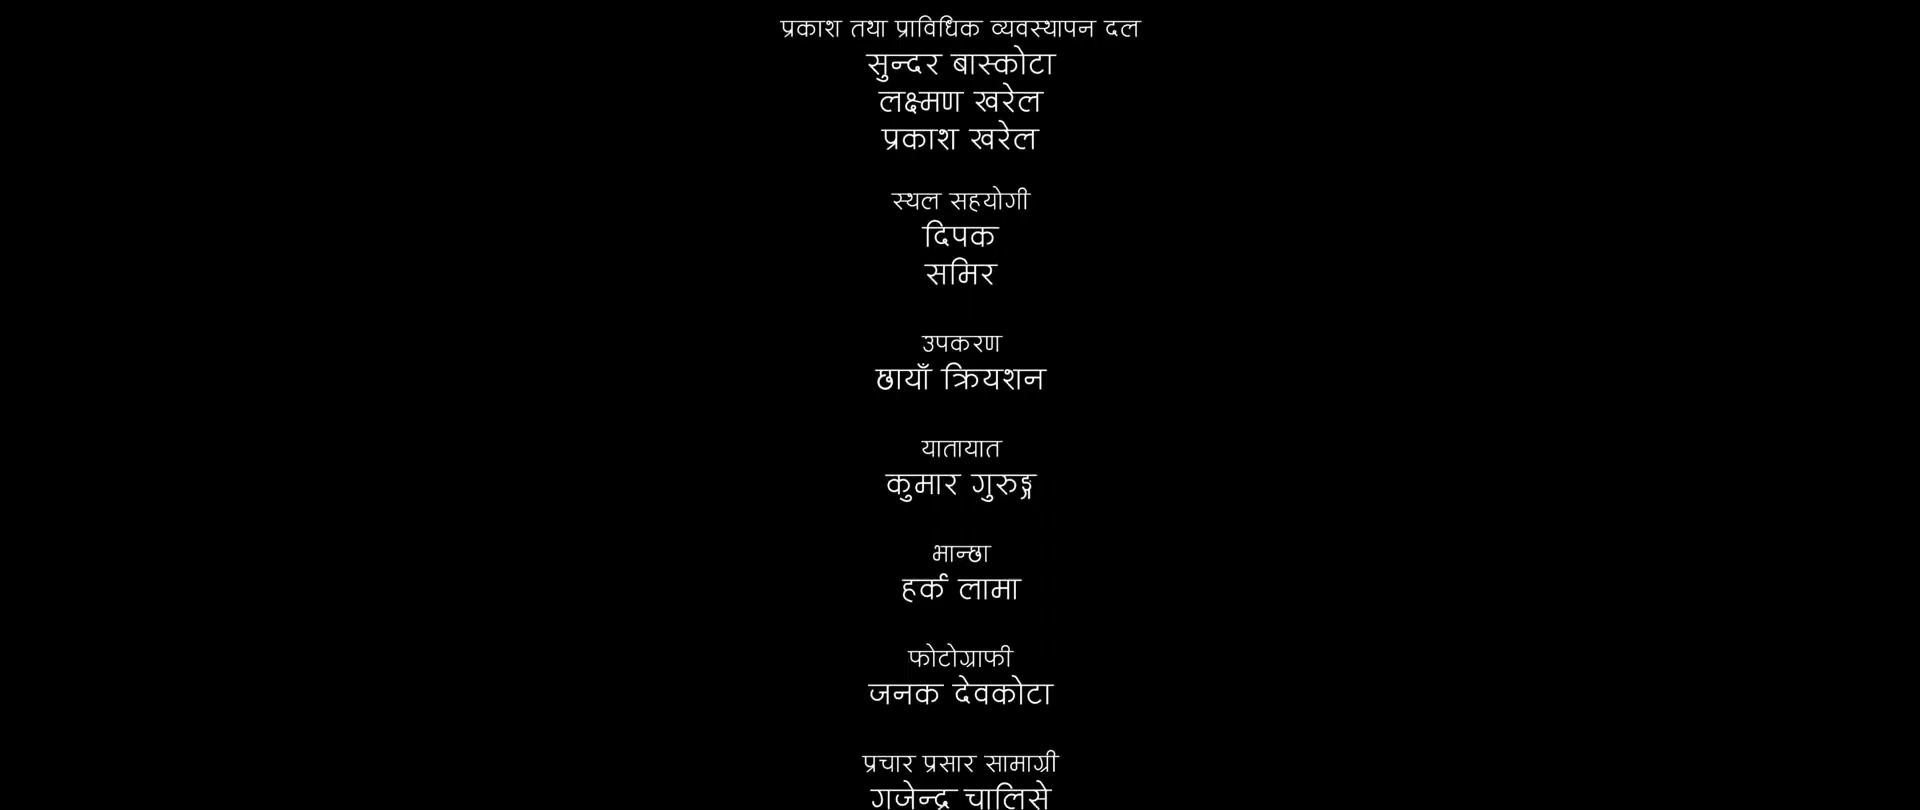 प्रकाश तथा प्राविधिक व्यवस्थापन दल
सुन्दर बास्कोटा
लक्ष्मण खरेल
प्रकाश खरेल
स्थल सहयोगी
दिपक
समिर
उपकरण
छायाँ क्रियशन
यातायात
कुमार गुरुङ्ग
भान्छा
हर्क लामा
फोटोग्राफी
जनक देवकोटा
प्रचार प्रसार सामाग्री
गजेन्द्र चालिसे